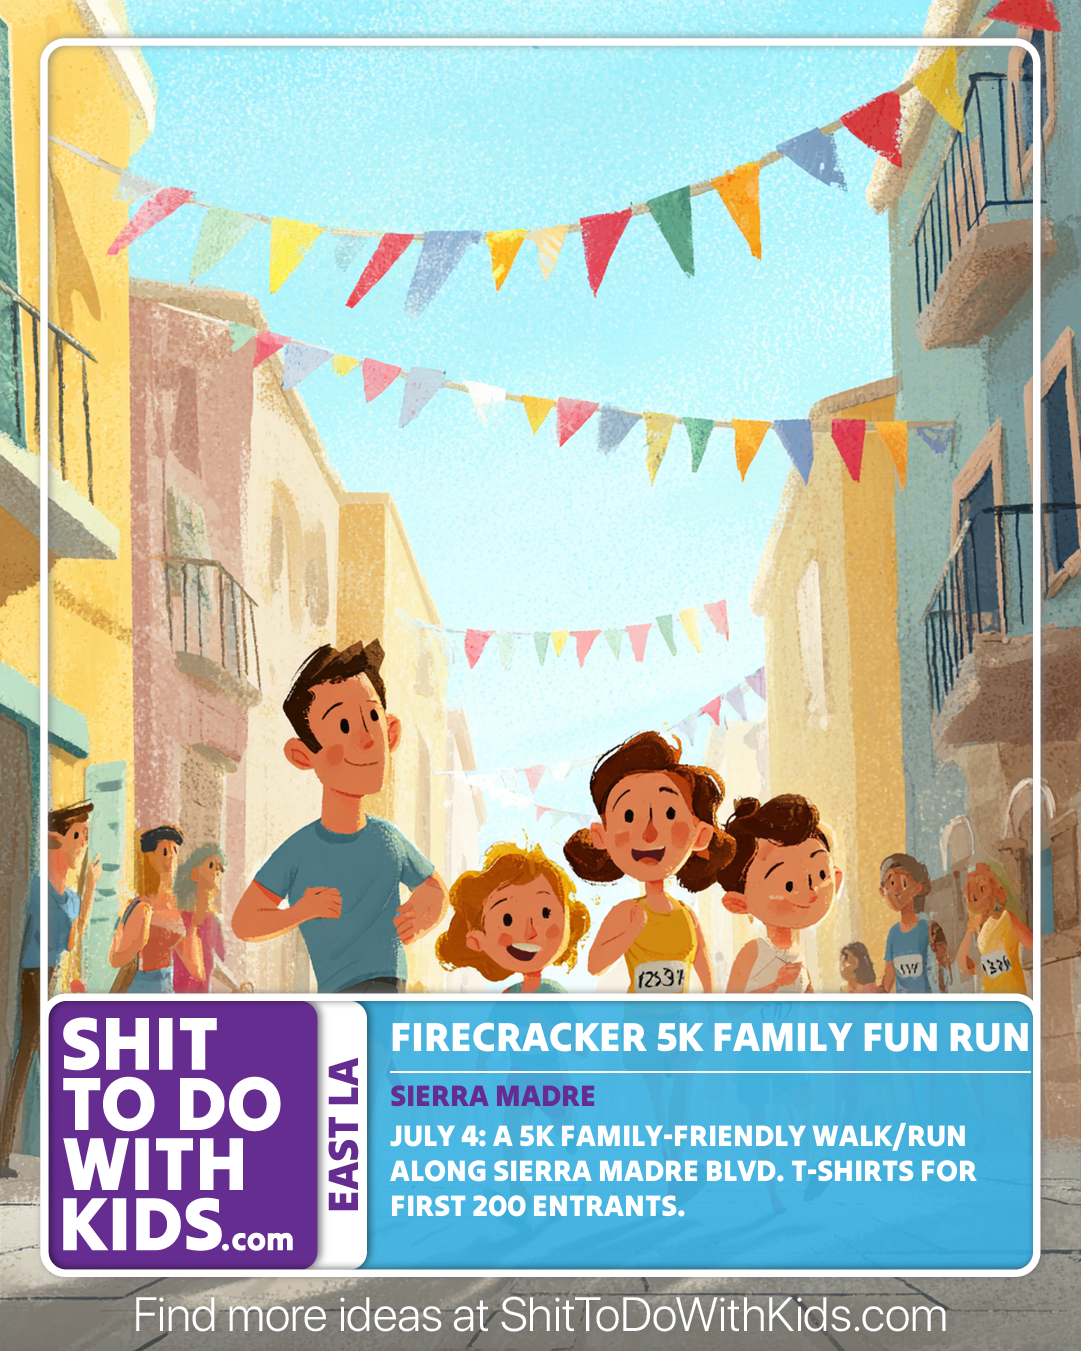 SHIT
TO DO
WITH
KIDS.com
EAST LA
FIRECRACKER 5K FAMILY FUN RUN
SIERRA MADRE
JULY 4: A 5K FAMILY-FRIENDLY WALK/RUN
ALONG SIERRA MADRE BLVD. T-SHIRTS FOR
FIRST 200 ENTRANTS.
Find more ideas at ShitToDoWithKids.com